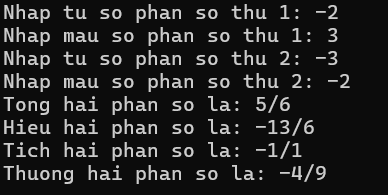 Nhap tu so phan so thu 1: -2
Nhap mau so phan so thu 1: 3
Nhap tu so phan so thu 2: -3
Nhap mau so phan so thu 2: -2
Tong hai phan so la: 5/6
Hieu hai phan so la: -13/6
Tich hai phan so la: -1/1
Thuong hai phan so la: -4/9